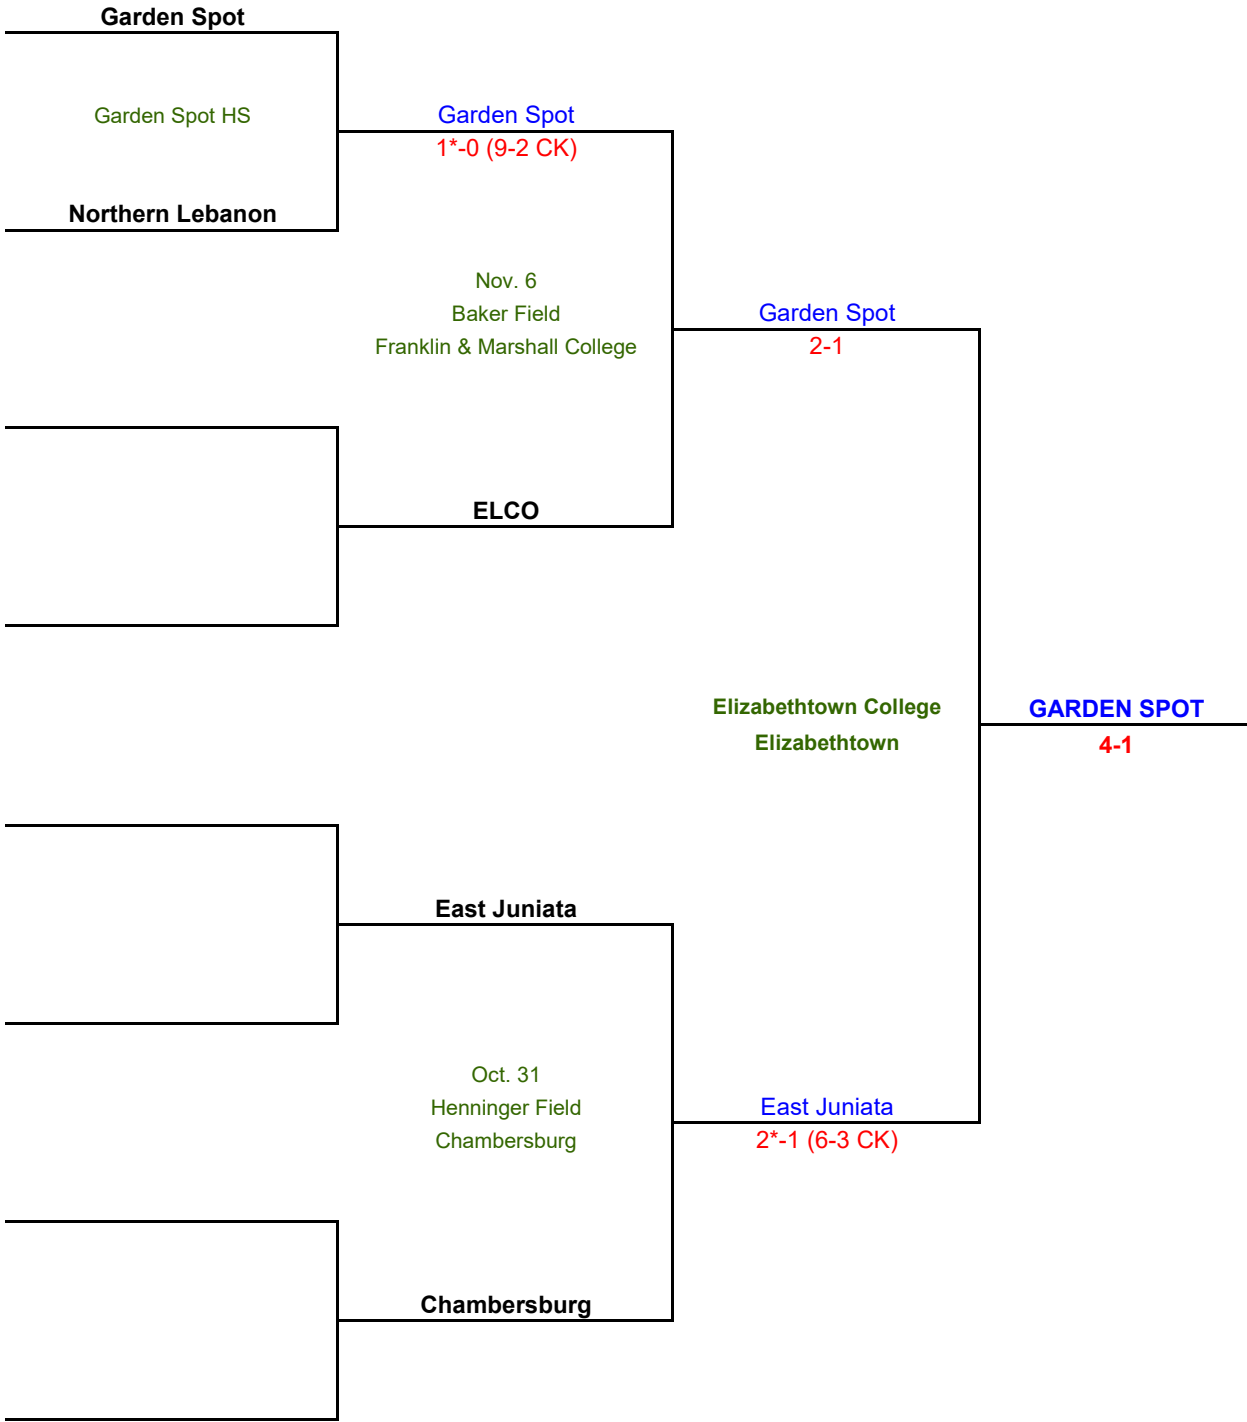 Garden Spot
Garden Spot HS
Garden Spot
1*-0 (9-2 CK)
Northern Lebanon
Nov. 6
Baker Field
Franklin & Marshall College
Garden Spot
2-1
ELCO
Elizabethtown College
Elizabethtown
GARDEN SPOT
4-1
East Juniata
Oct. 31
Henninger Field
Chambersburg
East Juniata
2*-1 (6-3 CK)
Chambersburg